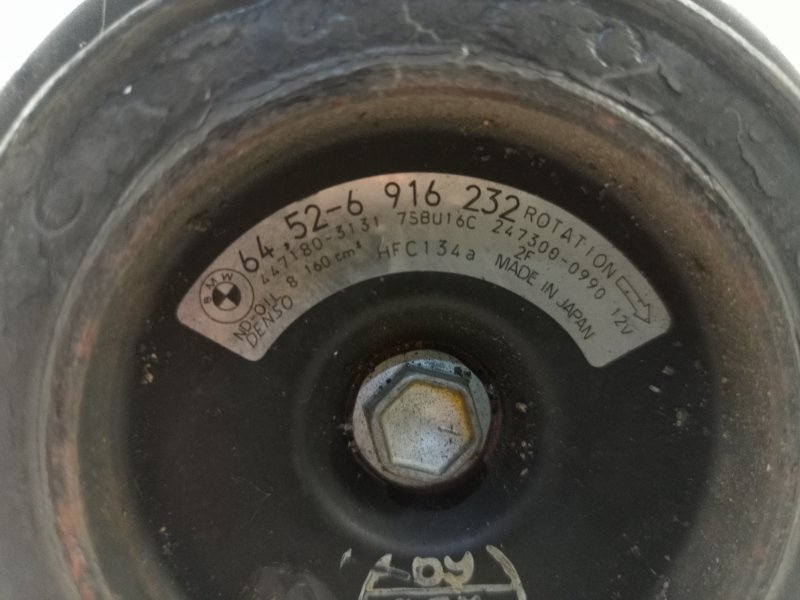 BMW
64,52-6 916 232 ROTATION
447180-3131 7SBU16C 247300-0990 12V
ND-OIL 8 160 cm³ HFC134a 2F
DENSO MADE IN JAPAN